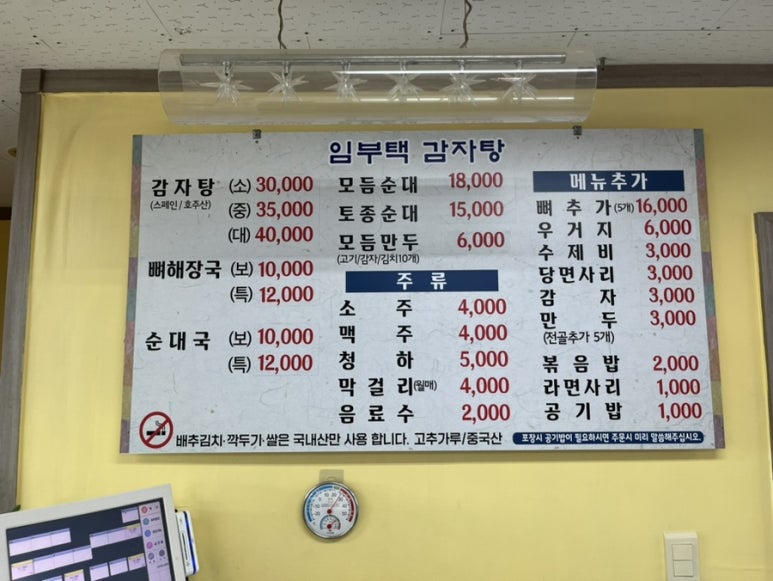 임부택 감자탕
감자탕 (소) 30,000
(스페인/호주산) (중) 35,000
(대) 40,000
뼈해장국 (보) 10,000
(특) 12,000
순대국 (보) 10,000
(특) 12,000
모듬순대 18,000
토종순대 15,000
모듬만두 6,000
(고기/감자/김치10개)
주류
소주 4,000
맥주 4,000
청하 5,000
막걸리(월매) 4,000
음료수 2,000
메뉴추가
뼈추가(5개) 16,000
우거지 6,000
수제비 3,000
당면사리 3,000
감자 3,000
만두 3,000
(전골추가 5개)
볶음밥 2,000
라면사리 1,000
공기밥 1,000
배추김치·깍두기·쌀은 국내산만 사용 합니다. 고추가루/중국산
포장시 공기밥이 필요하시면 주문시 미리 말씀해주십시오.